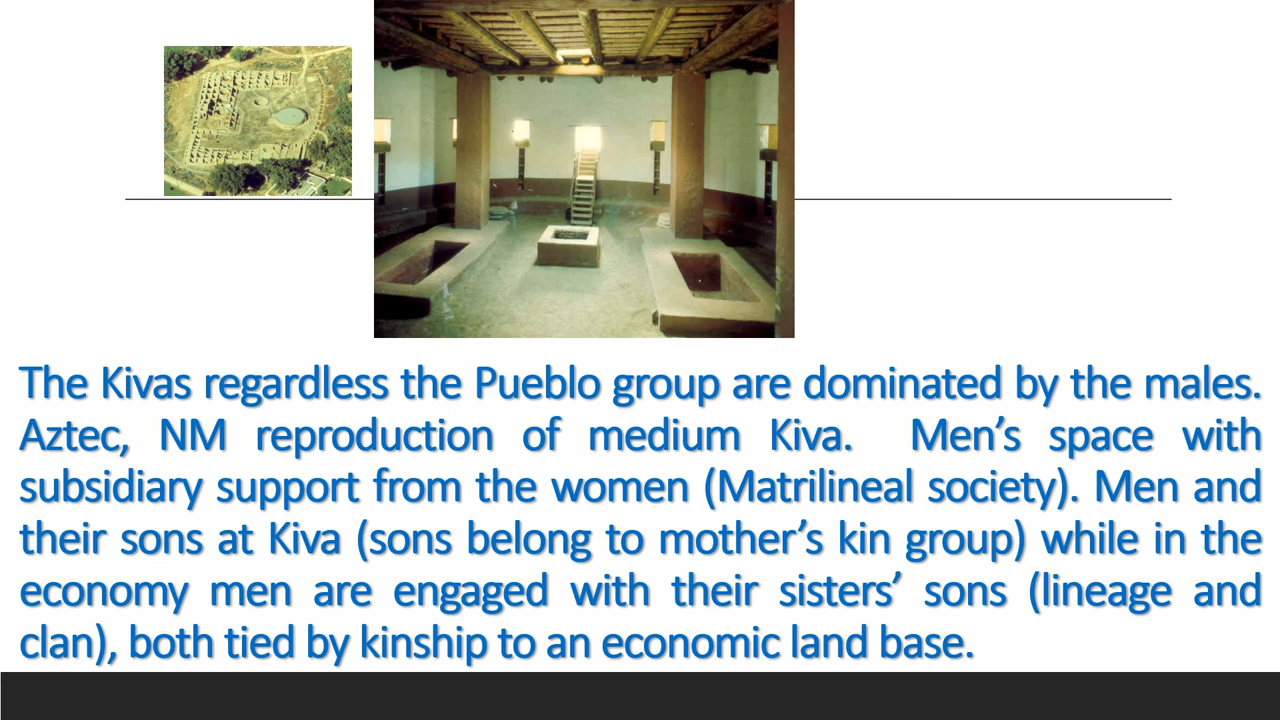 The Kivas regardless the Pueblo group are dominated by the males.
Aztec, NM reproduction of medium Kiva.  Men’s space with
subsidiary support from the women (Matrilineal society). Men and
their sons at Kiva (sons belong to mother’s kin group) while in the
economy men are engaged with their sisters’ sons (lineage and
clan), both tied by kinship to an economic land base.